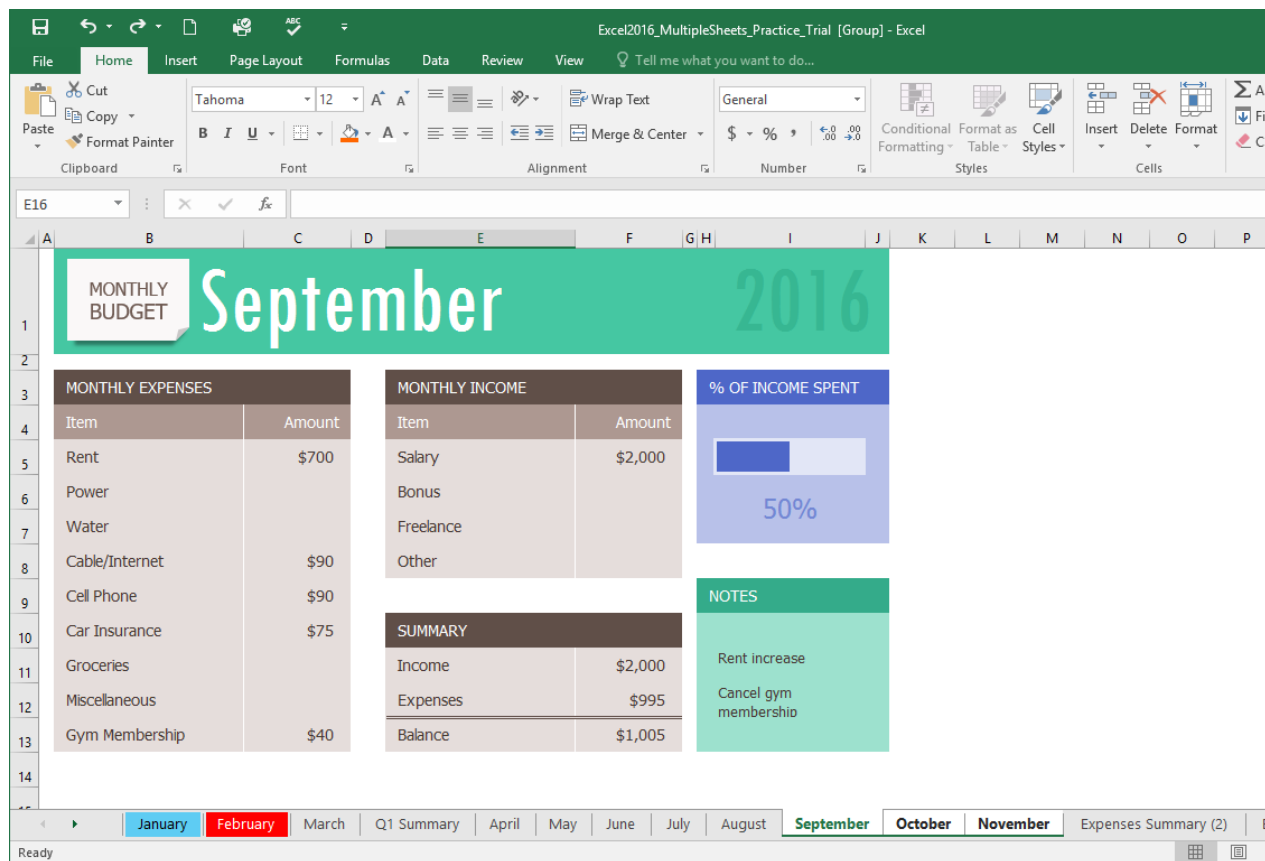 ABC
Excel2016_MultipleSheets_Practice_Trial [Group] - Excel
File Home Insert Page Layout Formulas Data Review View Tell me what you want to do...
Cut
Copy
Format Painter
Paste
Clipboard
Tahoma 12
B I U
Font
Wrap Text
Merge & Center
Alignment
General
$ % ,
Number
Conditional Formatting
Format as Table
Cell Styles
Styles
Insert Delete Format
Cells
E16 fx
A B C D E F G H I J K L M N O P
1 MONTHLY BUDGET September 2016
2
3 MONTHLY EXPENSES MONTHLY INCOME % OF INCOME SPENT
4 Item Amount Item Amount
5 Rent $700 Salary $2,000
6 Power Bonus 50%
7 Water Freelance
8 Cable/Internet $90 Other
9 Cell Phone $90 NOTES
10 Car Insurance $75 SUMMARY
11 Groceries Income $2,000 Rent increase
12 Miscellaneous Expenses $995 Cancel gym membership
13 Gym Membership $40 Balance $1,005
14
January February March Q1 Summary April May June July August September October November Expenses Summary (2)
Ready